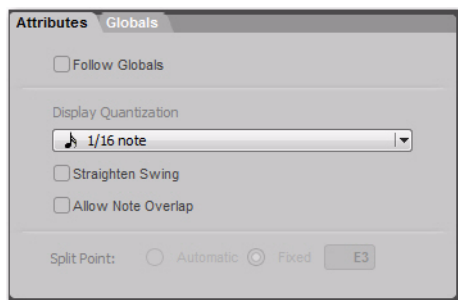 Attributes Globals
Follow Globals
Display Quantization
1/16 note
Straighten Swing
Allow Note Overlap
Split Point: Automatic Fixed E3